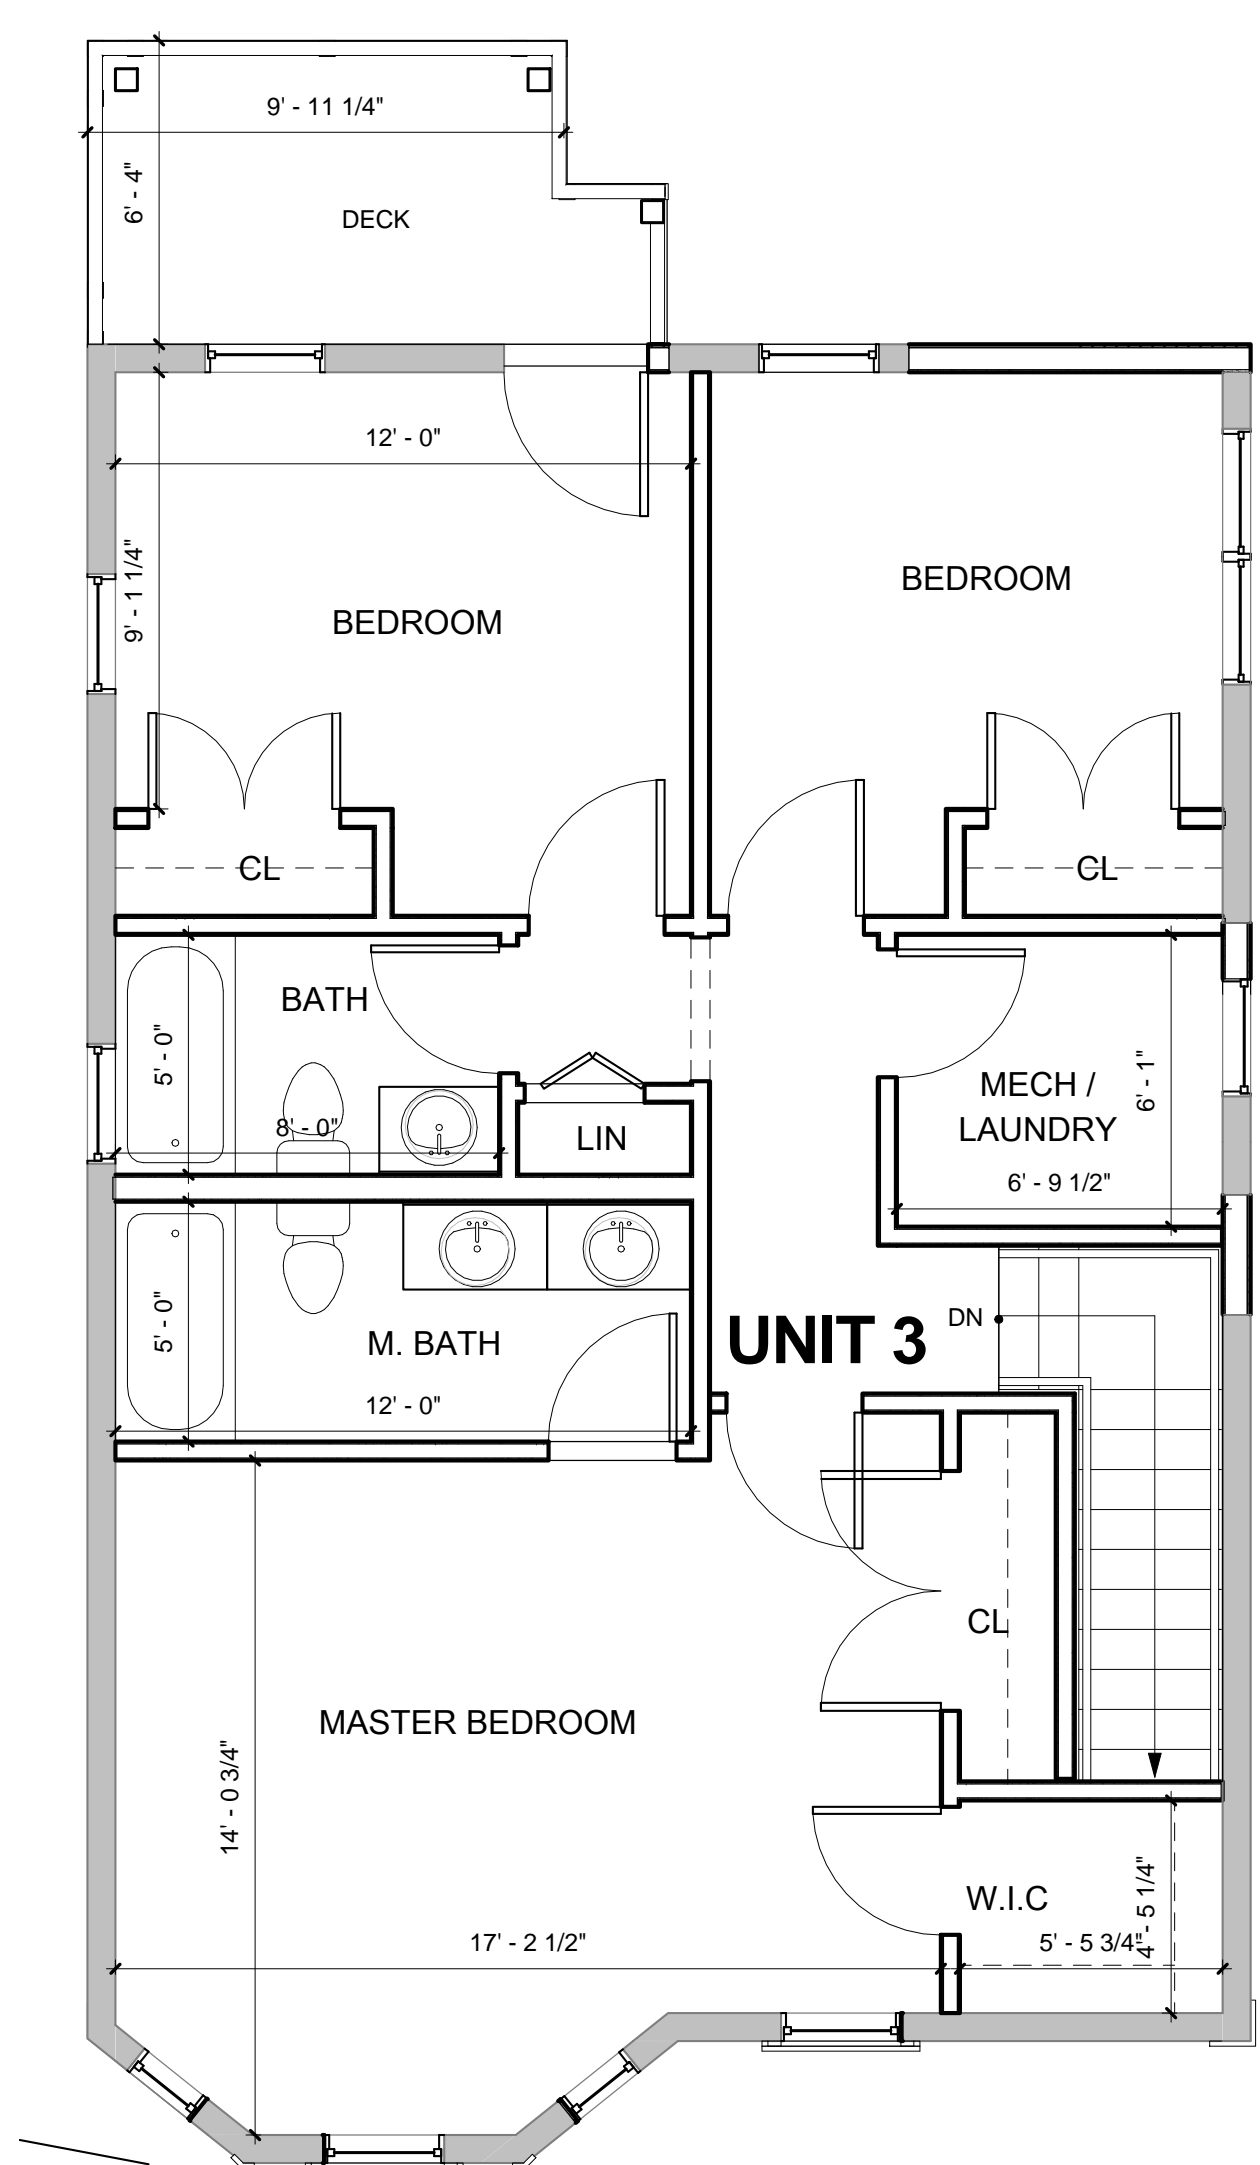 9' - 11 1/4"
6' - 4"
DECK
12' - 0"
9' - 1 1/4"
BEDROOM
BEDROOM
CL
CL
BATH
5' - 0"
8' - 0"
LIN
MECH /
LAUNDRY
6' - 1"
6' - 9 1/2"
5' - 0"
M. BATH
12' - 0"
UNIT 3
DN
CL
MASTER BEDROOM
14' - 0 3/4"
W.I.C
4' - 5 1/4"
17' - 2 1/2"
5' - 5 3/4"